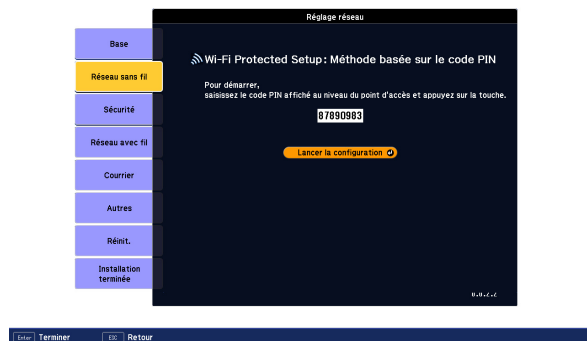 Réglage réseau
Base
Réseau sans fil
Sécurité
Réseau avec fil
Courrier
Autres
Réinit.
Installation
terminée
Wi-Fi Protected Setup: Méthode basée sur le code PIN
Pour démarrer,
saisissez le code PIN affiché au niveau du point d'accès et appuyez sur la touche.
87890983
Lancer la configuration
Enter Terminer ESC Retour